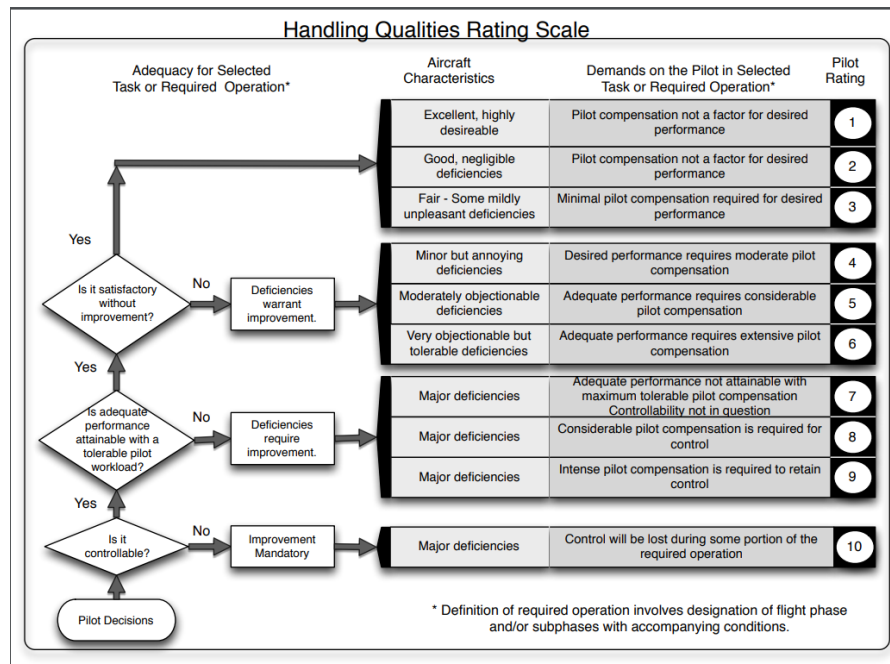 Handling Qualities Rating Scale
Adequacy for Selected
Task or Required Operation*
Aircraft
Characteristics
Demands on the Pilot in Selected
Task or Required Operation*
Pilot
Rating
Excellent, highly
desireable
Pilot compensation not a factor for desired
performance
1
Good, negligible
deficiencies
Pilot compensation not a factor for desired
performance
2
Fair - Some mildly
unpleasant deficiencies
Minimal pilot compensation required for desired
performance
3
Yes
Is it satisfactory
without
improvement?
No
Deficiencies
warrant
improvement.
Minor but annoying
deficiencies
Desired performance requires moderate pilot
compensation
4
Moderately objectionable
deficiencies
Adequate performance requires considerable
pilot compensation
5
Very objectionable but
tolerable deficiencies
Adequate performance requires extensive pilot
compensation
6
Yes
Is adequate
performance
attainable with a
tolerable pilot
workload?
No
Deficiencies
require
improvement.
Major deficiencies
Adequate performance not attainable with
maximum tolerable pilot compensation
Controllability not in question
7
Major deficiencies
Considerable pilot compensation is required for
control
8
Major deficiencies
Intense pilot compensation is required to retain
control
9
Yes
Is it
controllable?
No
Improvement
Mandatory
Major deficiencies
Control will be lost during some portion of the
required operation
10
Pilot Decisions
* Definition of required operation involves designation of flight phase
and/or subphases with accompanying conditions.